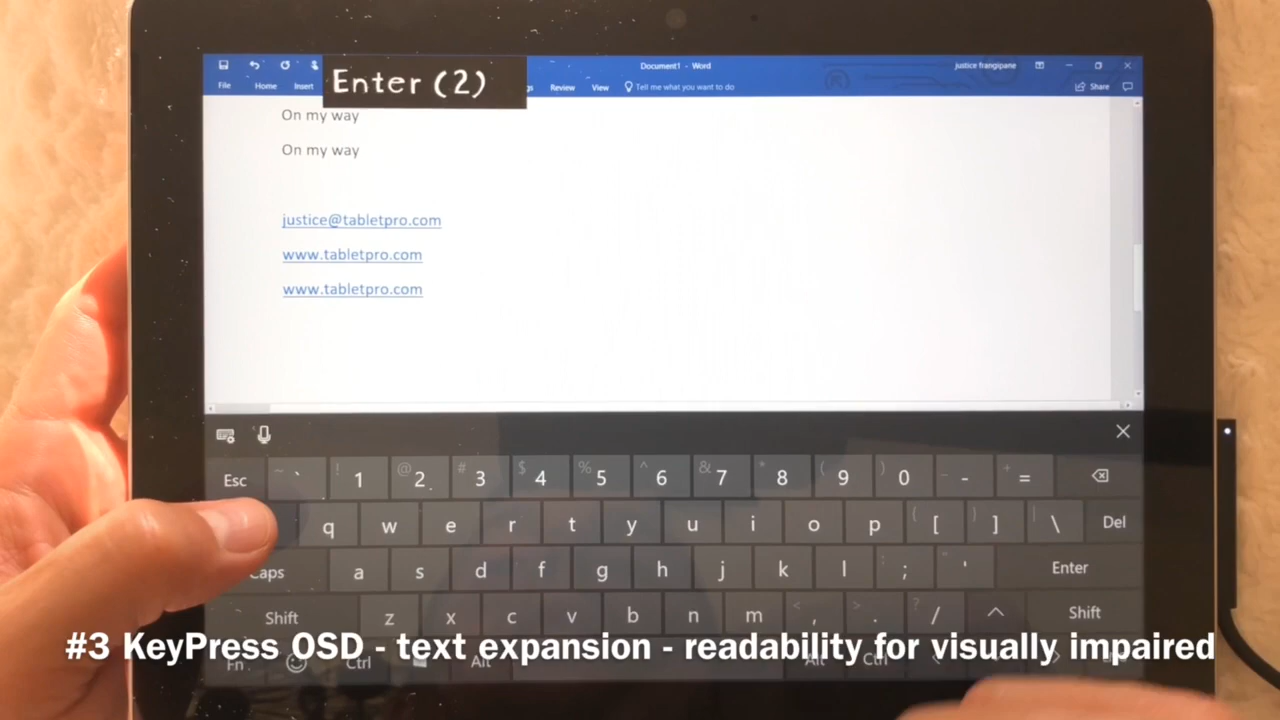 Document1 - Word
justice frangipane
Enter (2)
File Home Insert
Review View Tell me what you want to do
Share
On my way
On my way
justice@tabletpro.com
www.tabletpro.com
www.tabletpro.com
Esc ~ ` ! 1 @ 2 # 3 $ 4 % 5 ^ 6 & 7 * 8 ( 9 ) 0 _ - + =
q w e r t y u i o p [ ] \ Del
Caps a s d f g h j k l ; ' Enter
Shift z x c v b n m < , > . ? / Shift
#3 KeyPress OSD - text expansion - readability for visually impaired
Fn Ctrl Alt Alt Ctrl < >